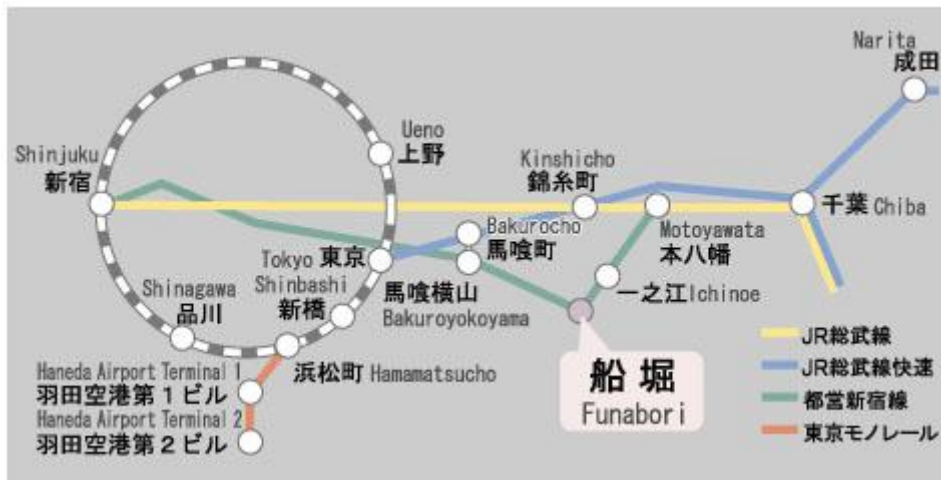 Narita
成田
Ueno
上野
Shinjuku
新宿
Kinshicho
錦糸町
千葉 Chiba
Bakurocho
馬喰町
Motoyawata
本八幡
Tokyo 東京
Shinbashi
新橋
馬喰横山
Bakuroyokoyama
一之江 Ichinoe
Shinagawa
品川
浜松町 Hamamatsucho
船堀
Funabori
Haneda Airport Terminal 1
羽田空港第1ビル
Haneda Airport Terminal 2
羽田空港第2ビル
JR総武線
JR総武線快速
都営新宿線
東京モノレール